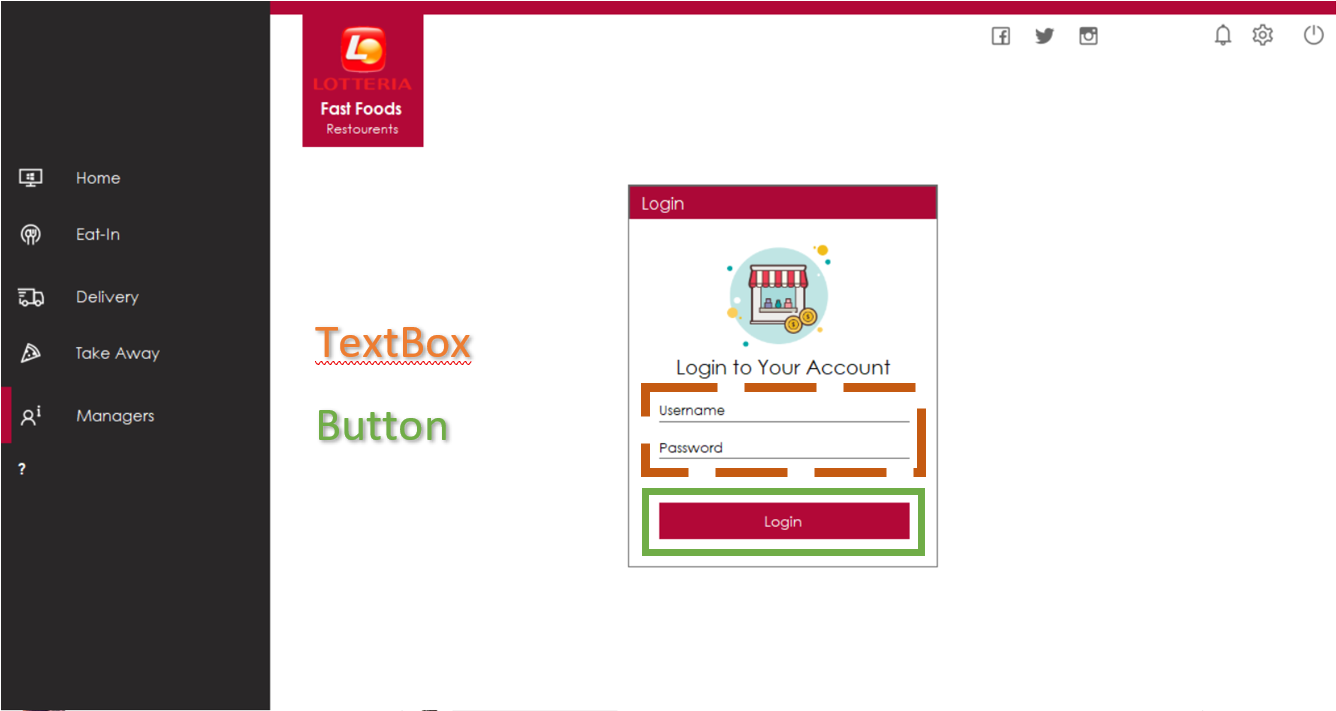 LOTTERIA
Fast Foods
Restourents
Home
Eat-In
Delivery
Take Away
Managers
?
TextBox
Button
Login
Login to Your Account
Username
Password
Login